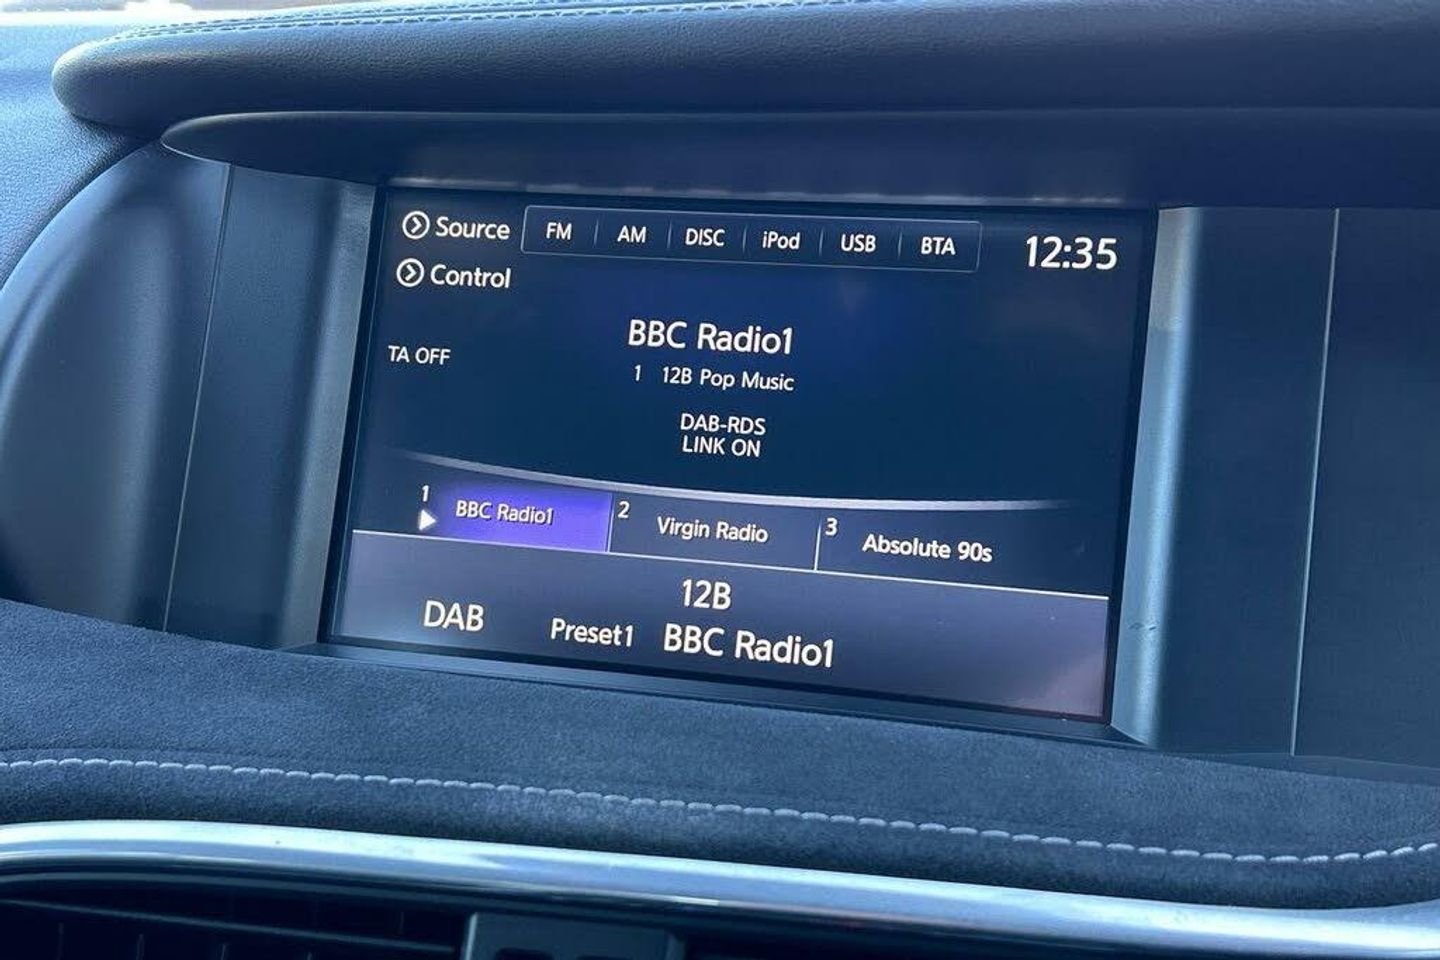 Source FM AM DISC iPod USB BTA 12:35
Control
BBC Radio1
TA OFF
1 12B Pop Music
DAB-RDS
LINK ON
1 BBC Radio1 2 Virgin Radio 3 Absolute 90s
12B
DAB Preset1 BBC Radio1